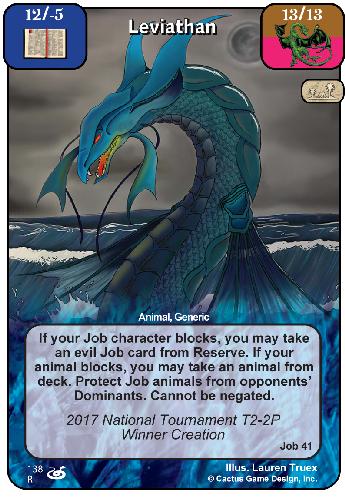 12/-5
Leviathan
13/13
Animal, Generic
If your Job character blocks, you may take
an evil Job card from Reserve. If your
animal blocks, you may take an animal from
deck. Protect Job animals from opponents'
Dominants. Cannot be negated.
2017 National Tournament T2-2P
Winner Creation
Job 41
138
R
Illus. Lauren Truex
© Cactus Game Design, Inc.